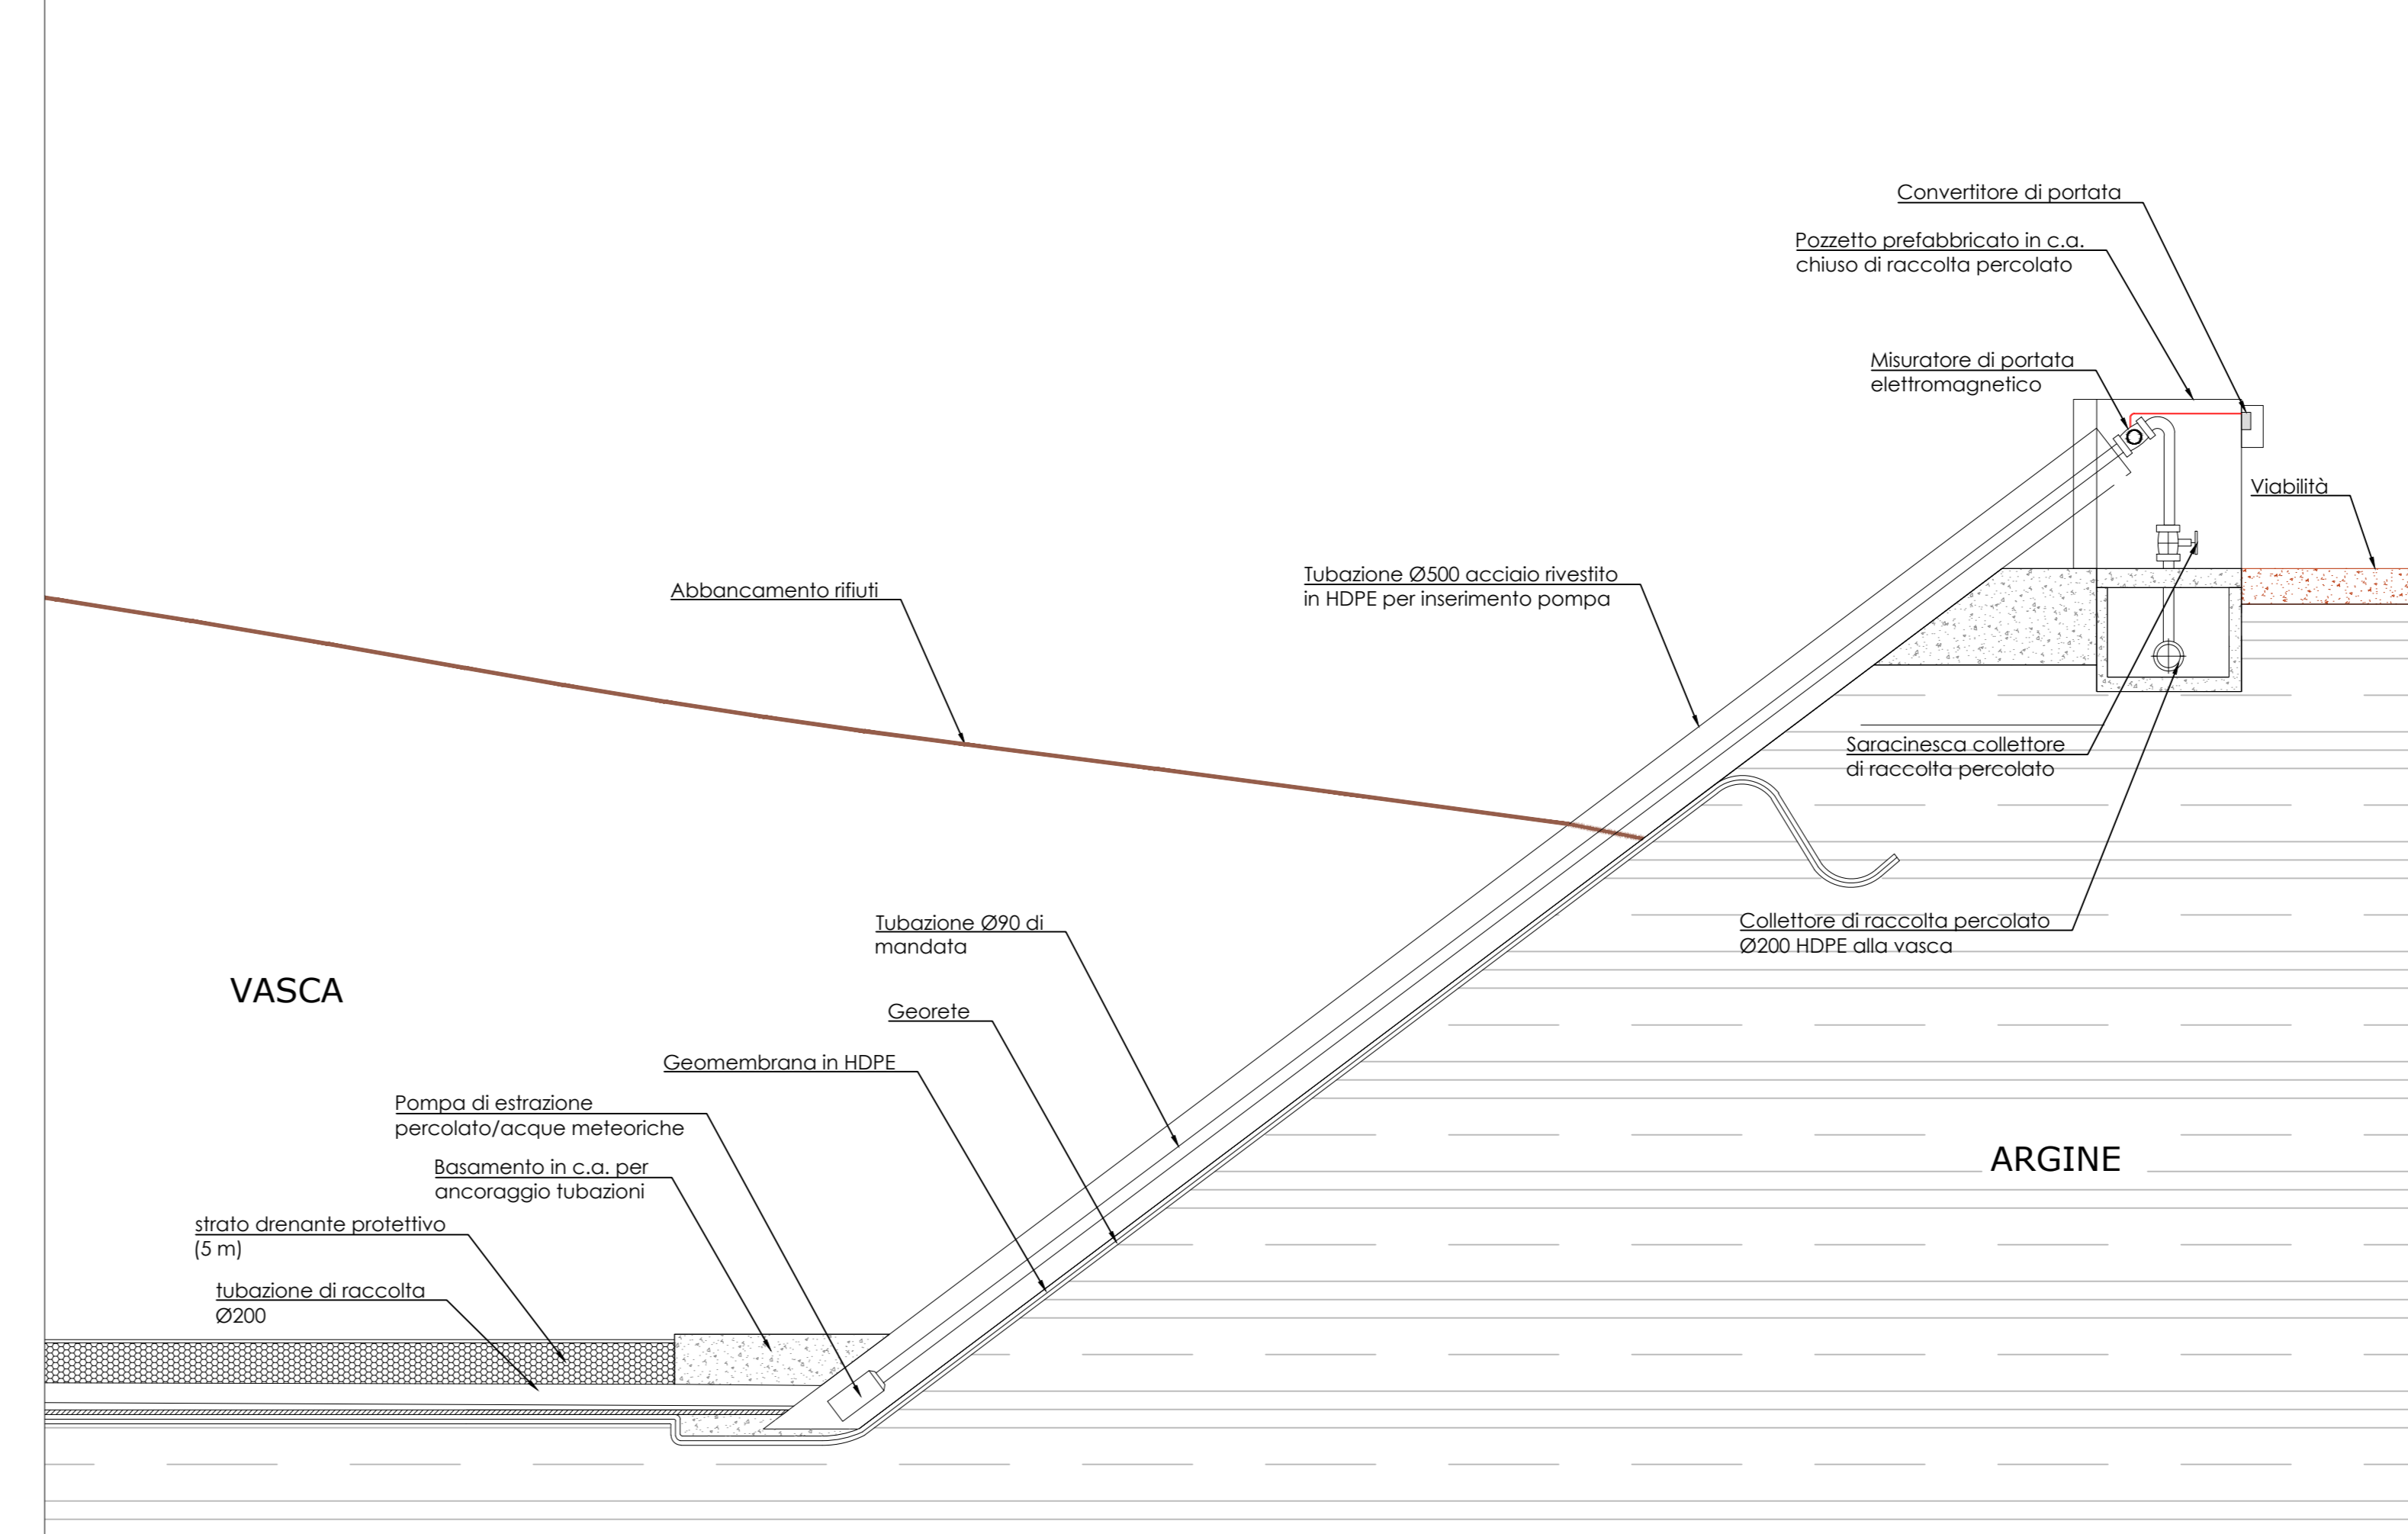 Convertitore di portata
Pozzetto prefabbricato in c.a.
chiuso di raccolta percolato
Misuratore di portata
elettromagnetico
Viabilità
Tubazione Ø500 acciaio rivestito
in HDPE per inserimento pompa
Abbancamento rifiuti
Saracinesca collettore
di raccolta percolato
Collettore di raccolta percolato
Ø200 HDPE alla vasca
Tubazione Ø90 di
mandata
VASCA
Georete
Geomembrana in HDPE
Pompa di estrazione
percolato/acque meteoriche
ARGINE
Basamento in c.a. per
ancoraggio tubazioni
strato drenante protettivo
(5 m)
tubazione di raccolta
Ø200